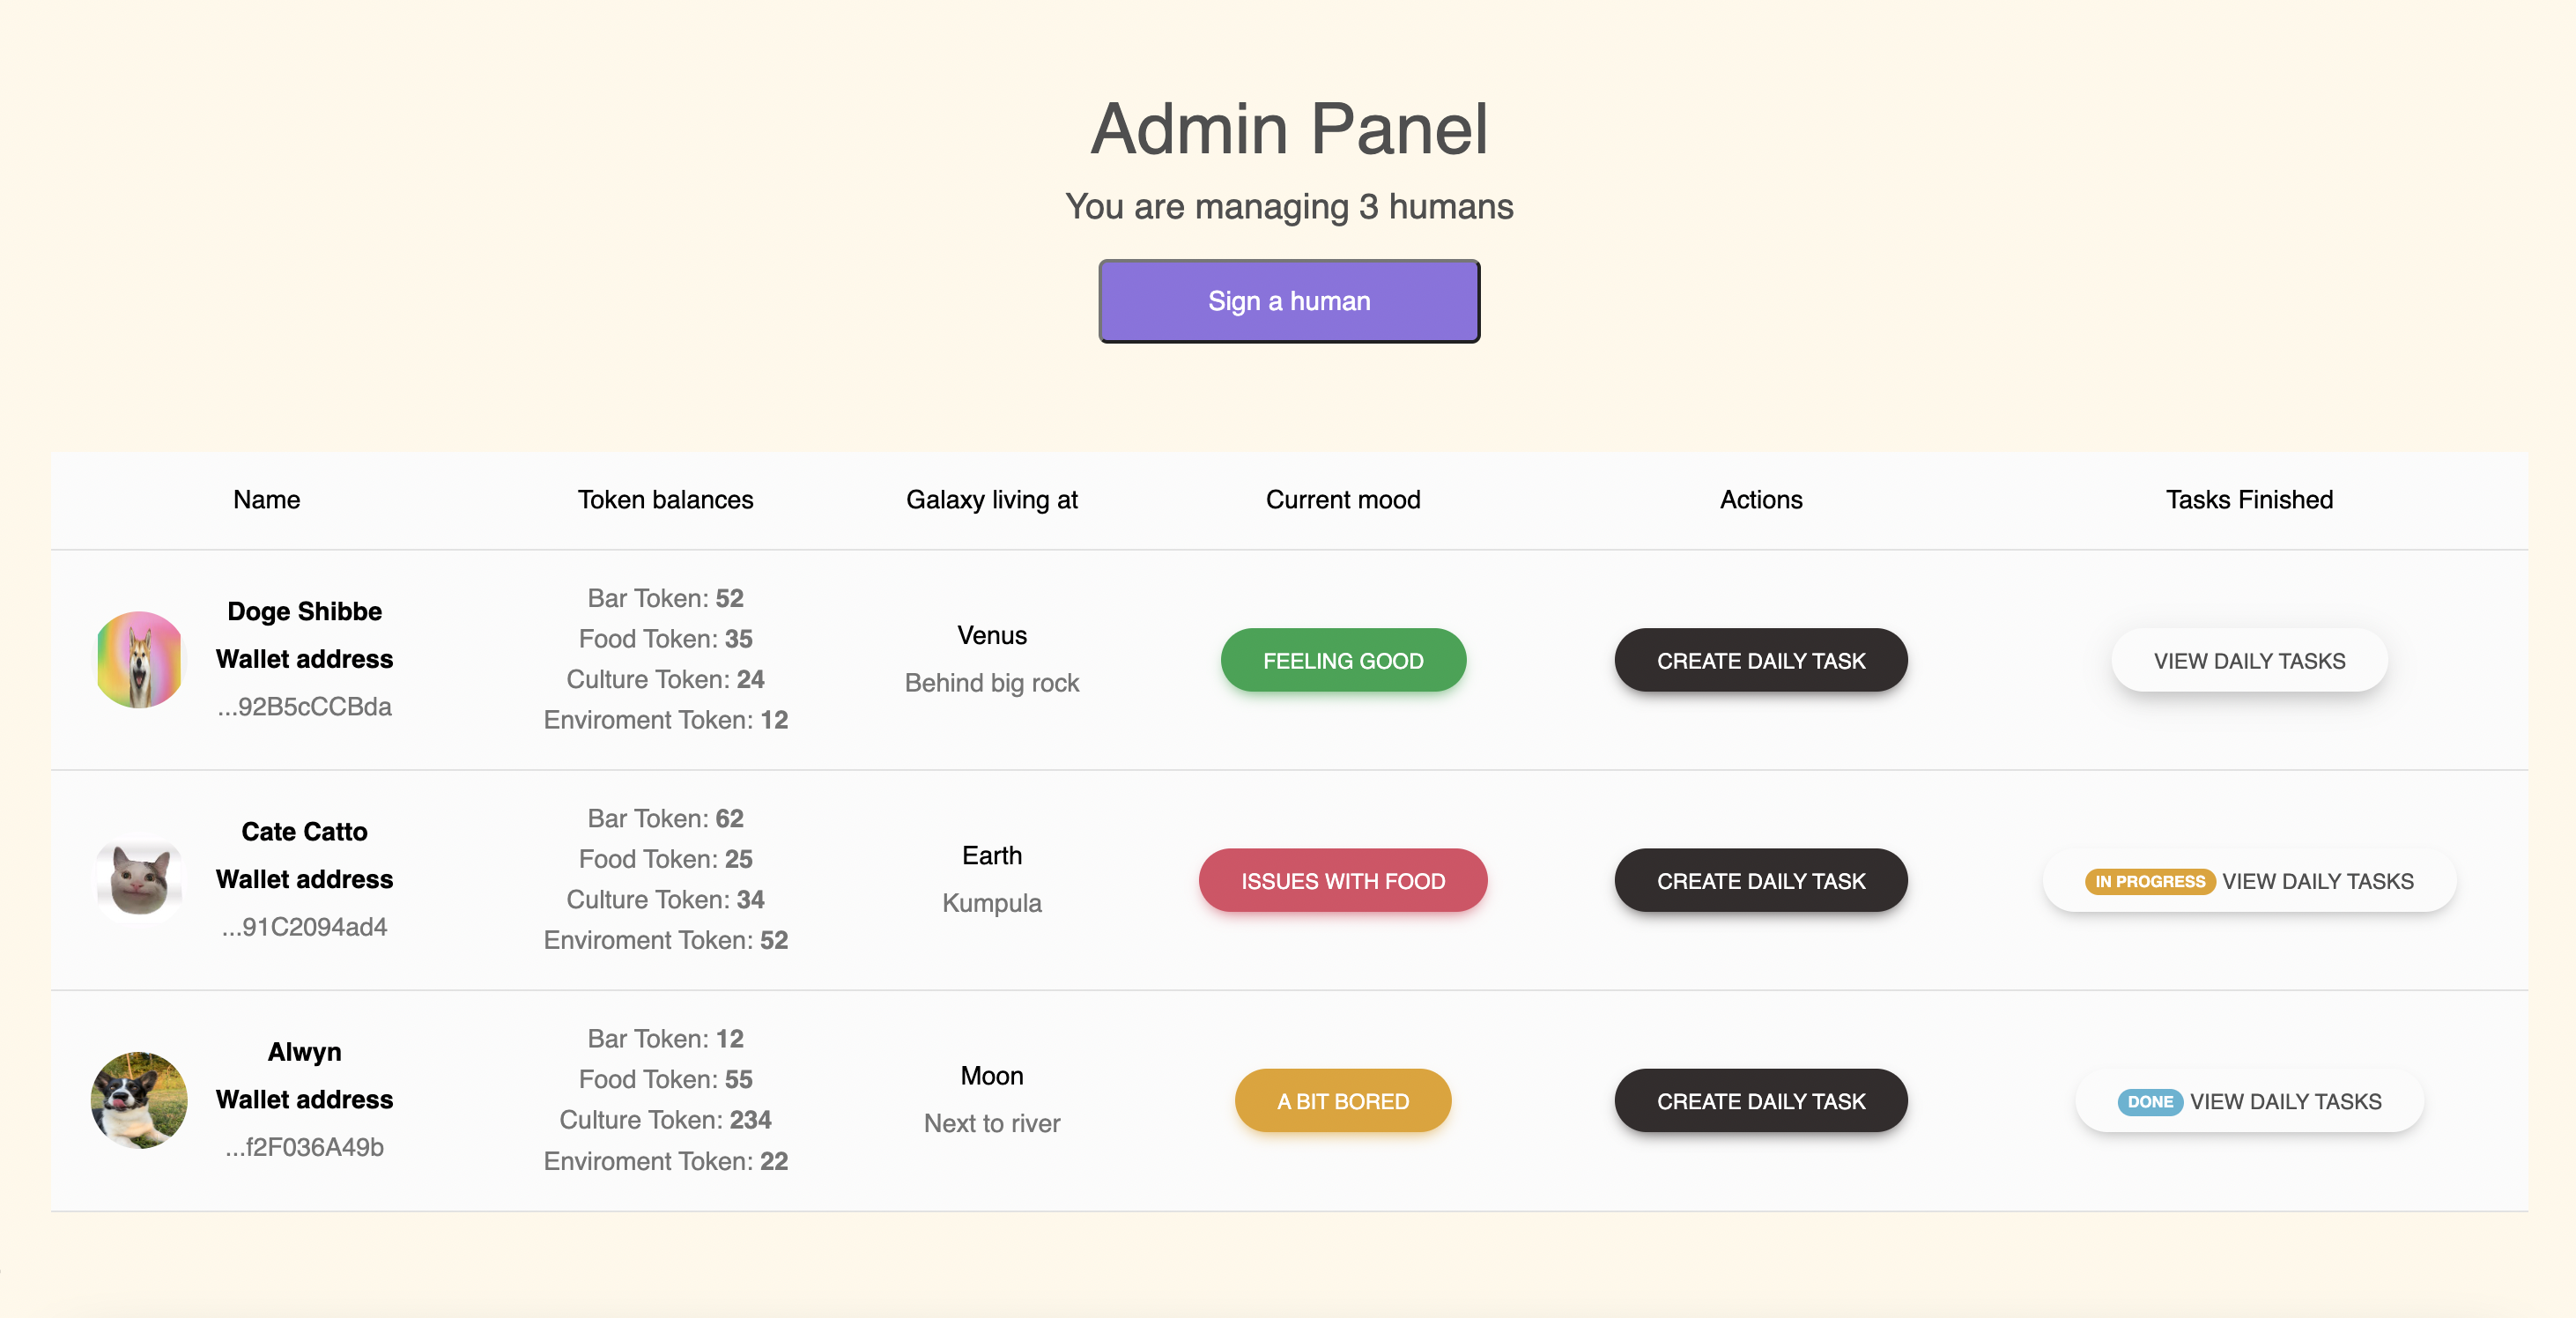 Admin Panel
You are managing 3 humans
Sign a human
Name Token balances Galaxy living at Current mood Actions Tasks Finished
Doge Shibbe
Wallet address
...92B5cCCBda
Bar Token: 52
Food Token: 35
Culture Token: 24
Enviroment Token: 12
Venus
Behind big rock
FEELING GOOD
CREATE DAILY TASK
VIEW DAILY TASKS
Cate Catto
Wallet address
...91C2094ad4
Bar Token: 62
Food Token: 25
Culture Token: 34
Enviroment Token: 52
Earth
Kumpula
ISSUES WITH FOOD
CREATE DAILY TASK
IN PROGRESS VIEW DAILY TASKS
Alwyn
Wallet address
...f2F036A49b
Bar Token: 12
Food Token: 55
Culture Token: 234
Enviroment Token: 22
Moon
Next to river
A BIT BORED
CREATE DAILY TASK
DONE VIEW DAILY TASKS